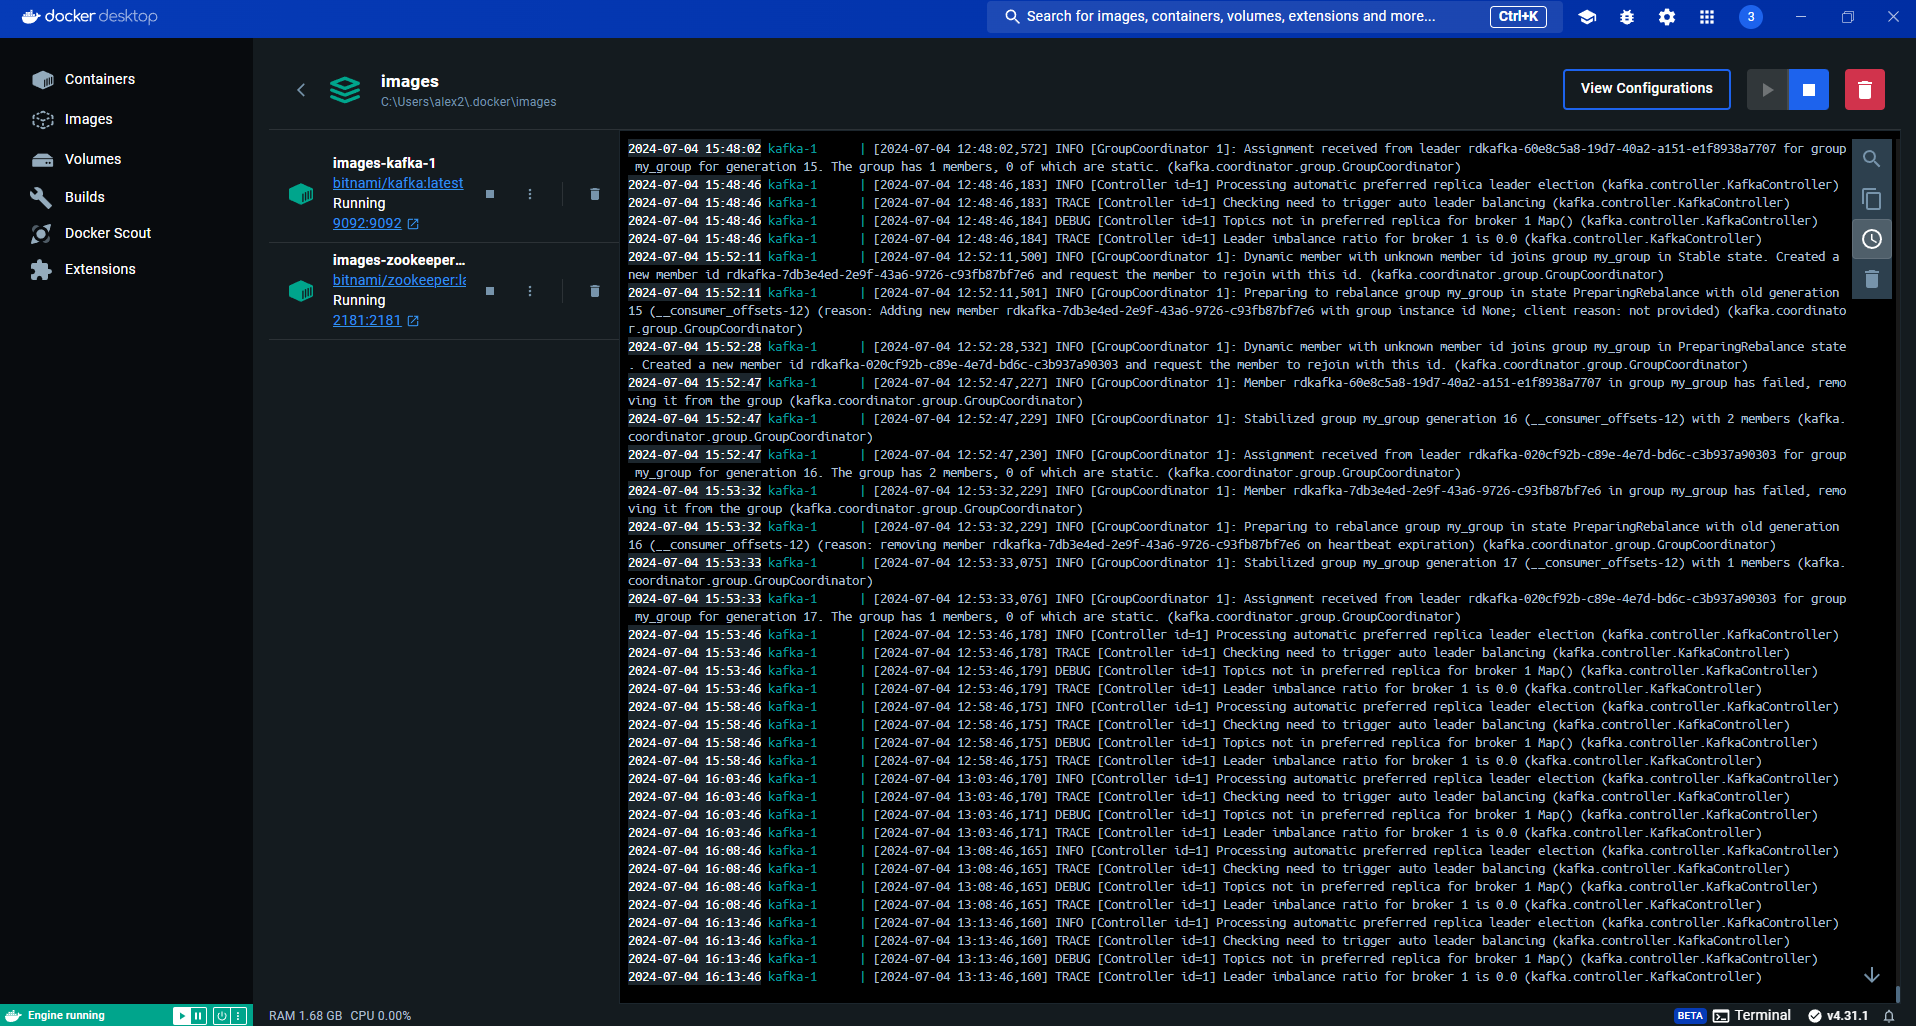 docker desktop
Search for images, containers, volumes, extensions and more...
Ctrl+K
3
Containers
Images
Volumes
Builds
Docker Scout
Extensions
images
C:\Users\alex2\.docker\images
View Configurations
images-kafka-1
bitnami/kafka:latest
Running
9092:9092
images-zookeeper...
bitnami/zookeeper:la
Running
2181:2181
2024-07-04 15:48:02 kafka-1 | [2024-07-04 12:48:02,572] INFO [GroupCoordinator 1]: Assignment received from leader rdkafka-60e8c5a8-19d7-40a2-a151-e1f8938a7707 for group
my_group for generation 15. The group has 1 members, 0 of which are static. (kafka.coordinator.group.GroupCoordinator)
2024-07-04 15:48:46 kafka-1 | [2024-07-04 12:48:46,183] INFO [Controller id=1] Processing automatic preferred replica leader election (kafka.controller.KafkaController)
2024-07-04 15:48:46 kafka-1 | [2024-07-04 12:48:46,183] TRACE [Controller id=1] Checking need to trigger auto leader balancing (kafka.controller.KafkaController)
2024-07-04 15:48:46 kafka-1 | [2024-07-04 12:48:46,184] DEBUG [Controller id=1] Topics not in preferred replica for broker 1 Map() (kafka.controller.KafkaController)
2024-07-04 15:48:46 kafka-1 | [2024-07-04 12:48:46,184] TRACE [Controller id=1] Leader imbalance ratio for broker 1 is 0.0 (kafka.controller.KafkaController)
2024-07-04 15:52:11 kafka-1 | [2024-07-04 12:52:11,500] INFO [GroupCoordinator 1]: Dynamic member with unknown member id joins group my_group in Stable state. Created a
new member id rdkafka-7db3e4ed-2e9f-43a6-9726-c93fb87bf7e6 and request the member to rejoin with this id. (kafka.coordinator.group.GroupCoordinator)
2024-07-04 15:52:11 kafka-1 | [2024-07-04 12:52:11,501] INFO [GroupCoordinator 1]: Preparing to rebalance group my_group in state PreparingRebalance with old generation
15 (__consumer_offsets-12) (reason: Adding new member rdkafka-7db3e4ed-2e9f-43a6-9726-c93fb87bf7e6 with group instance id None; client reason: not provided) (kafka.coordinato
r.group.GroupCoordinator)
2024-07-04 15:52:28 kafka-1 | [2024-07-04 12:52:28,532] INFO [GroupCoordinator 1]: Dynamic member with unknown member id joins group my_group in PreparingRebalance state
. Created a new member id rdkafka-020cf92b-c89e-4e7d-bd6c-c3b937a90303 and request the member to rejoin with this id. (kafka.coordinator.group.GroupCoordinator)
2024-07-04 15:52:47 kafka-1 | [2024-07-04 12:52:47,227] INFO [GroupCoordinator 1]: Member rdkafka-60e8c5a8-19d7-40a2-a151-e1f8938a7707 in group my_group has failed, remo
ving it from the group (kafka.coordinator.group.GroupCoordinator)
2024-07-04 15:52:47 kafka-1 | [2024-07-04 12:52:47,229] INFO [GroupCoordinator 1]: Stabilized group my_group generation 16 (__consumer_offsets-12) with 2 members (kafka.
coordinator.group.GroupCoordinator)
2024-07-04 15:52:47 kafka-1 | [2024-07-04 12:52:47,230] INFO [GroupCoordinator 1]: Assignment received from leader rdkafka-020cf92b-c89e-4e7d-bd6c-c3b937a90303 for group
my_group for generation 16. The group has 2 members, 0 of which are static. (kafka.coordinator.group.GroupCoordinator)
2024-07-04 15:53:32 kafka-1 | [2024-07-04 12:53:32,229] INFO [GroupCoordinator 1]: Member rdkafka-7db3e4ed-2e9f-43a6-9726-c93fb87bf7e6 in group my_group has failed, remo
ving it from the group (kafka.coordinator.group.GroupCoordinator)
2024-07-04 15:53:32 kafka-1 | [2024-07-04 12:53:32,229] INFO [GroupCoordinator 1]: Preparing to rebalance group my_group in state PreparingRebalance with old generation
16 (__consumer_offsets-12) (reason: removing member rdkafka-7db3e4ed-2e9f-43a6-9726-c93fb87bf7e6 on heartbeat expiration) (kafka.coordinator.group.GroupCoordinator)
2024-07-04 15:53:33 kafka-1 | [2024-07-04 12:53:33,075] INFO [GroupCoordinator 1]: Stabilized group my_group generation 17 (__consumer_offsets-12) with 1 members (kafka.
coordinator.group.GroupCoordinator)
2024-07-04 15:53:33 kafka-1 | [2024-07-04 12:53:33,076] INFO [GroupCoordinator 1]: Assignment received from leader rdkafka-020cf92b-c89e-4e7d-bd6c-c3b937a90303 for group
my_group for generation 17. The group has 1 members, 0 of which are static. (kafka.coordinator.group.GroupCoordinator)
2024-07-04 15:53:46 kafka-1 | [2024-07-04 12:53:46,178] INFO [Controller id=1] Processing automatic preferred replica leader election (kafka.controller.KafkaController)
2024-07-04 15:53:46 kafka-1 | [2024-07-04 12:53:46,178] TRACE [Controller id=1] Checking need to trigger auto leader balancing (kafka.controller.KafkaController)
2024-07-04 15:53:46 kafka-1 | [2024-07-04 12:53:46,179] DEBUG [Controller id=1] Topics not in preferred replica for broker 1 Map() (kafka.controller.KafkaController)
2024-07-04 15:53:46 kafka-1 | [2024-07-04 12:53:46,179] TRACE [Controller id=1] Leader imbalance ratio for broker 1 is 0.0 (kafka.controller.KafkaController)
2024-07-04 15:58:46 kafka-1 | [2024-07-04 12:58:46,175] INFO [Controller id=1] Processing automatic preferred replica leader election (kafka.controller.KafkaController)
2024-07-04 15:58:46 kafka-1 | [2024-07-04 12:58:46,175] TRACE [Controller id=1] Checking need to trigger auto leader balancing (kafka.controller.KafkaController)
2024-07-04 15:58:46 kafka-1 | [2024-07-04 12:58:46,175] DEBUG [Controller id=1] Topics not in preferred replica for broker 1 Map() (kafka.controller.KafkaController)
2024-07-04 15:58:46 kafka-1 | [2024-07-04 12:58:46,175] TRACE [Controller id=1] Leader imbalance ratio for broker 1 is 0.0 (kafka.controller.KafkaController)
2024-07-04 16:03:46 kafka-1 | [2024-07-04 13:03:46,170] INFO [Controller id=1] Processing automatic preferred replica leader election (kafka.controller.KafkaController)
2024-07-04 16:03:46 kafka-1 | [2024-07-04 13:03:46,170] TRACE [Controller id=1] Checking need to trigger auto leader balancing (kafka.controller.KafkaController)
2024-07-04 16:03:46 kafka-1 | [2024-07-04 13:03:46,171] DEBUG [Controller id=1] Topics not in preferred replica for broker 1 Map() (kafka.controller.KafkaController)
2024-07-04 16:03:46 kafka-1 | [2024-07-04 13:03:46,171] TRACE [Controller id=1] Leader imbalance ratio for broker 1 is 0.0 (kafka.controller.KafkaController)
2024-07-04 16:08:46 kafka-1 | [2024-07-04 13:08:46,165] INFO [Controller id=1] Processing automatic preferred replica leader election (kafka.controller.KafkaController)
2024-07-04 16:08:46 kafka-1 | [2024-07-04 13:08:46,165] TRACE [Controller id=1] Checking need to trigger auto leader balancing (kafka.controller.KafkaController)
2024-07-04 16:08:46 kafka-1 | [2024-07-04 13:08:46,165] DEBUG [Controller id=1] Topics not in preferred replica for broker 1 Map() (kafka.controller.KafkaController)
2024-07-04 16:08:46 kafka-1 | [2024-07-04 13:08:46,165] TRACE [Controller id=1] Leader imbalance ratio for broker 1 is 0.0 (kafka.controller.KafkaController)
2024-07-04 16:13:46 kafka-1 | [2024-07-04 13:13:46,160] INFO [Controller id=1] Processing automatic preferred replica leader election (kafka.controller.KafkaController)
2024-07-04 16:13:46 kafka-1 | [2024-07-04 13:13:46,160] TRACE [Controller id=1] Checking need to trigger auto leader balancing (kafka.controller.KafkaController)
2024-07-04 16:13:46 kafka-1 | [2024-07-04 13:13:46,160] DEBUG [Controller id=1] Topics not in preferred replica for broker 1 Map() (kafka.controller.KafkaController)
2024-07-04 16:13:46 kafka-1 | [2024-07-04 13:13:46,160] TRACE [Controller id=1] Leader imbalance ratio for broker 1 is 0.0 (kafka.controller.KafkaController)
Engine running
RAM 1.68 GB CPU 0.00%
BETA Terminal v4.31.1